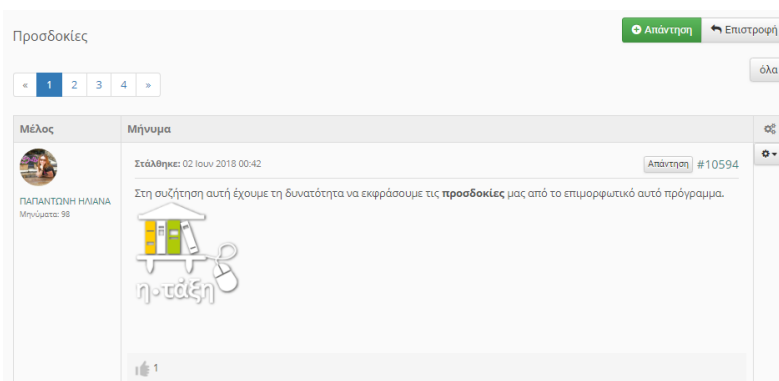 Προσδοκίες
Απάντηση
Επιστροφή
όλα
« 1 2 3 4 »
Μέλος
Μήνυμα
ΠΑΠΑΝΤΩΝΗ ΗΛΙΑΝΑ
Μηνύματα: 98
Στάλθηκε: 02 Ιουν 2018 00:42
Απάντηση #10594
Στη συζήτηση αυτή έχουμε τη δυνατότητα να εκφράσουμε τις προσδοκίες μας από το επιμορφωτικό αυτό πρόγραμμα.
η•τάξη
1